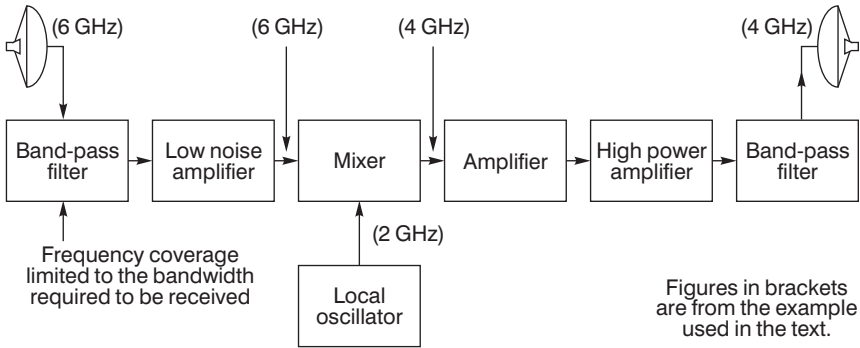 (6 GHz)
(6 GHz)
(4 GHz)
(4 GHz)
Band-pass
filter
Low noise
amplifier
Mixer
Amplifier
High power
amplifier
Band-pass
filter
(2 GHz)
Frequency coverage
limited to the bandwidth
required to be received
Local
oscillator
Figures in brackets
are from the example
used in the text.